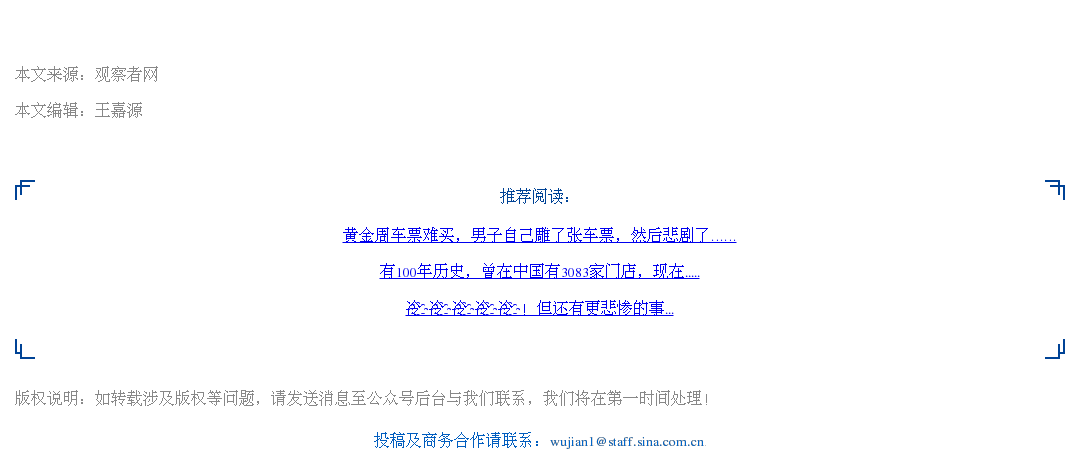 本文来源：观察者网
本文编辑：王嘉源
推荐阅读：
黄金周车票难买，男子自己雕了张车票，然后悲剧了……
有100年历史，曾在中国有3083家门店，现在.....
冷~冷~冷~冷~冷~！但还有更悲惨的事...
版权说明：如转载涉及版权等问题，请发送消息至公众号后台与我们联系，我们将在第一时间处理！
投稿及商务合作请联系：wujian1@staff.sina.com.cn